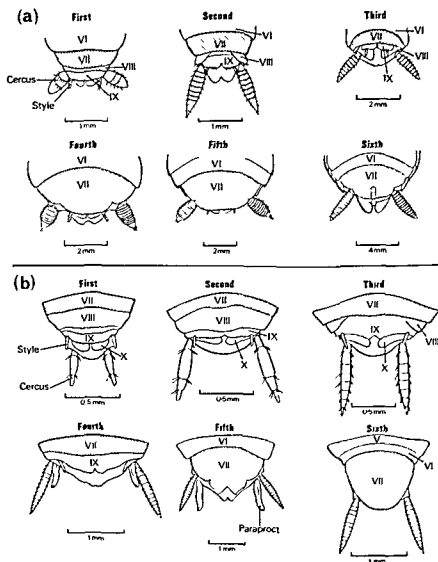 (a)
First Second Third
VI VI VI
VII VII VII
VIII VIII VIII
Cercus IX IX IX
Style
1mm 1mm 2mm
Fourth Fifth Sixth
VI VI VI
VII VII VII
2mm 2mm 4mm
(b)
First Second Third
VII VII VII
VIII VIII VIII
IX IX IX
Style X X X
Cercus
0·5mm 0·5mm 0·5mm
Fourth Fifth Sixth
VII VI V
IX VII VI
VII
Paraproct
1mm 1mm 1mm